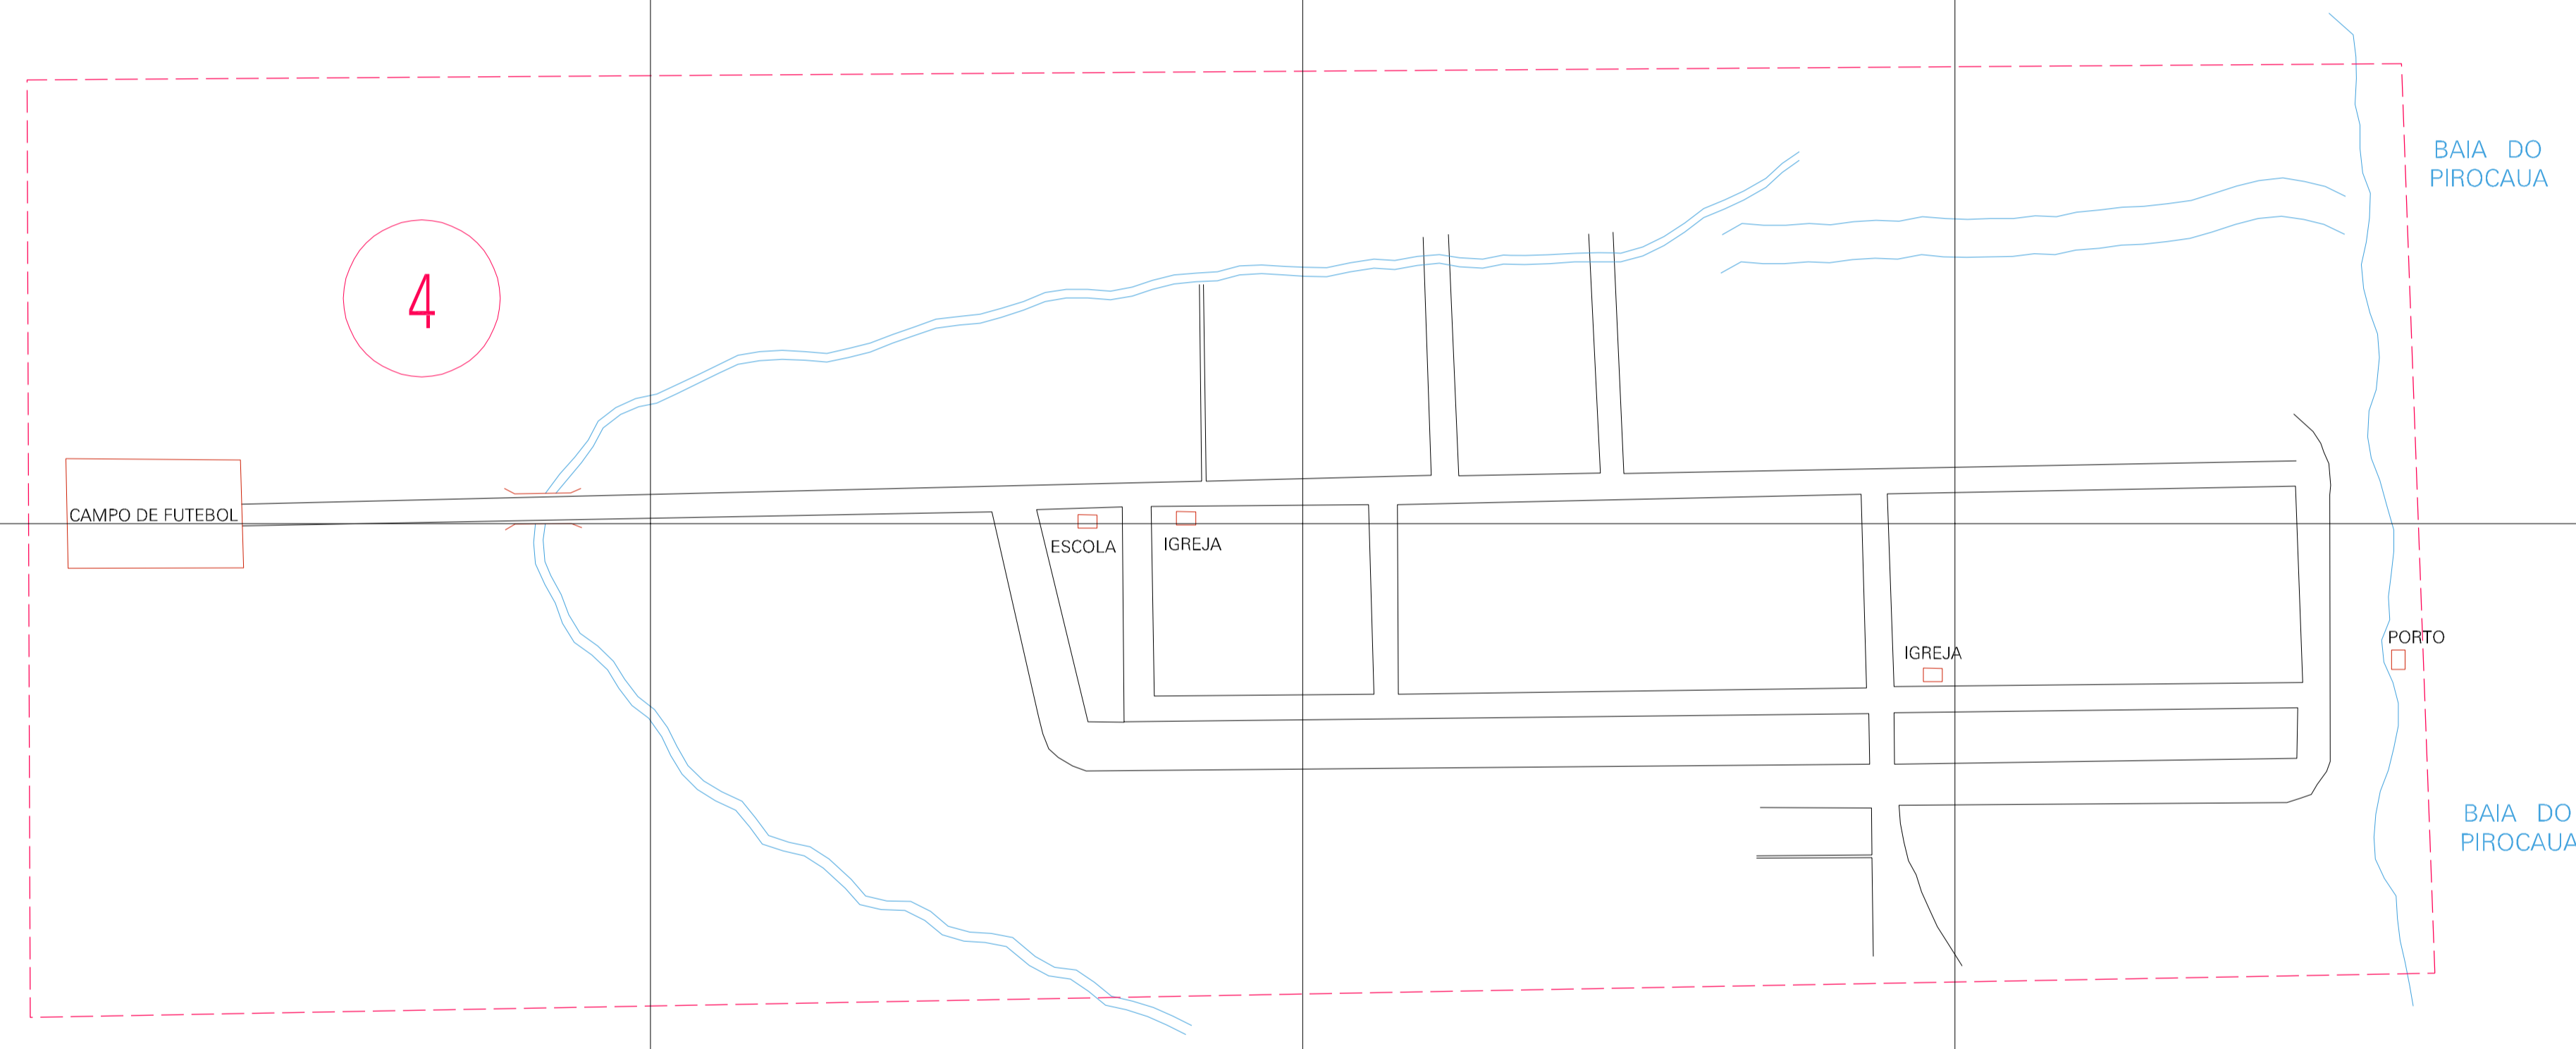 BAIA DO
PIROCAUA
4
CAMPO DE FUTEBOL
ESCOLA
IGREJA
IGREJA
PORTO
BAIA DO
PIROCAUA